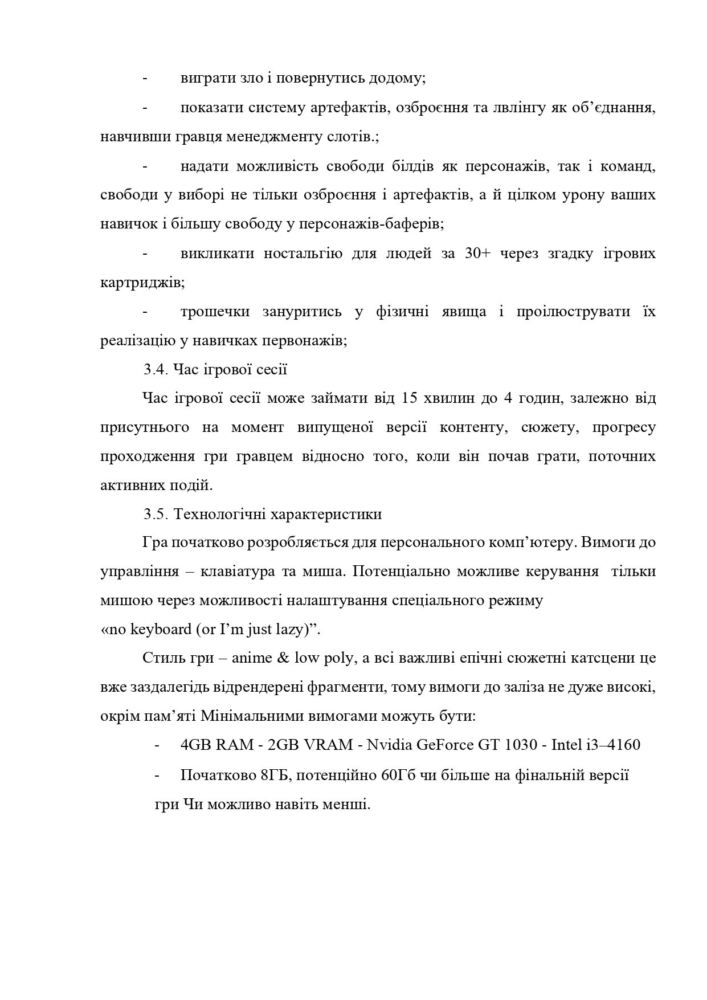 - виграти зло і повернутись додому;
- показати систему артефактів, озброєння та лвлінгу як об’єднання,
навчивши гравця менеджменту слотів.;
- надати можливість свободи білдів як персонажів, так і команд,
свободи у виборі не тільки озброєння і артефактів, а й цілком урону ваших
навичок і більшу свободу у персонажів-баферів;
- викликати ностальгію для людей за 30+ через згадку ігрових
картриджів;
- трошечки зануритись у фізичні явища і проілюструвати їх
реалізацію у навичках первонажів;
3.4. Час ігрової сесії
Час ігрової сесії може займати від 15 хвилин до 4 годин, залежно від
присутнього на момент випущеної версії контенту, сюжету, прогресу
проходження гри гравцем відносно того, коли він почав грати, поточних
активних подій.
3.5. Технологічні характеристики
Гра початково розробляється для персонального комп’ютеру. Вимоги до
управління – клавіатура та миша. Потенціально можливе керування тільки
мишою через можливості налаштування спеціального режиму
«no keyboard (or I’m just lazy)”.
Стиль гри – anime & low poly, а всі важливі епічні сюжетні катсцени це
вже заздалегідь відрендерені фрагменти, тому вимоги до заліза не дуже високі,
окрім пам’яті Мінімальними вимогами можуть бути:
- 4GB RAM - 2GB VRAM - Nvidia GeForce GT 1030 - Intel i3–4160
- Початково 8ГБ, потенційно 60Гб чи більше на фінальній версії
гри Чи можливо навіть менші.